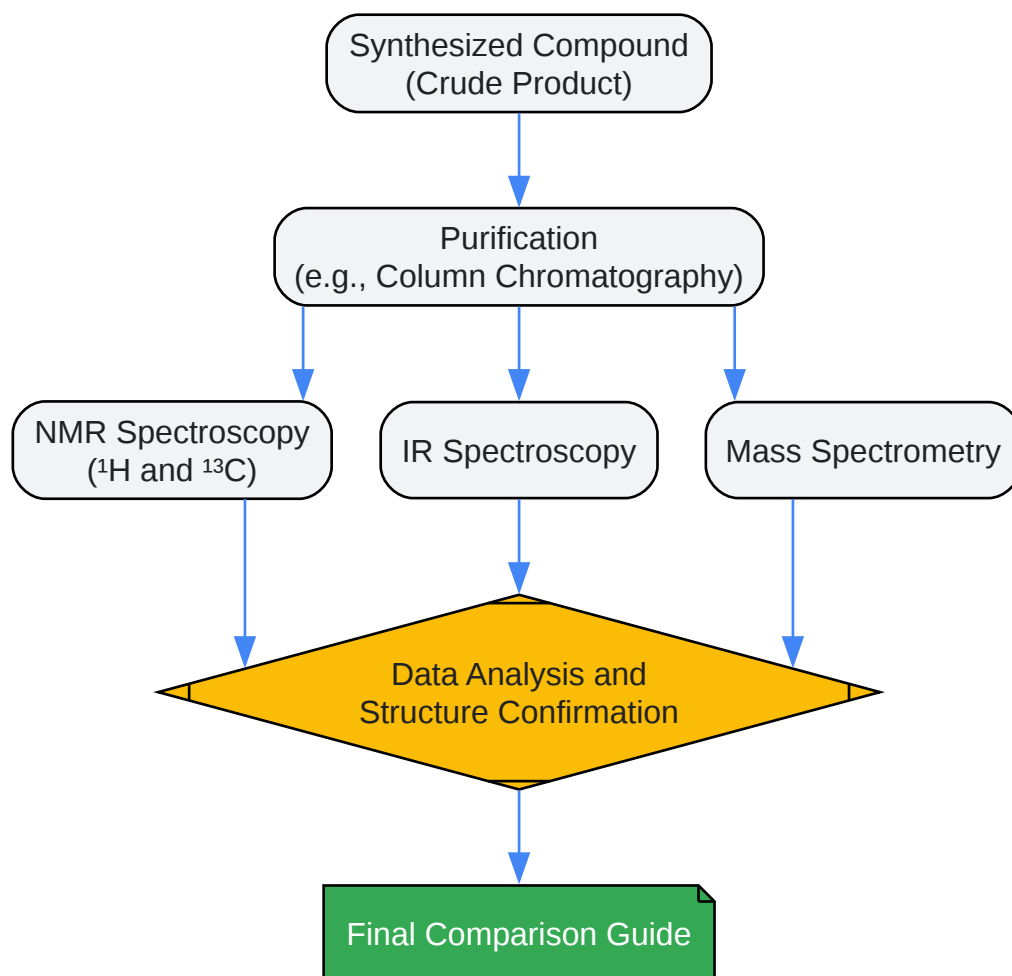 Synthesized Compound
(Crude Product)
Purification
(e.g., Column Chromatography)
NMR Spectroscopy
(¹H and ¹³C)
IR Spectroscopy
Mass Spectrometry
Data Analysis and
Structure Confirmation
Final Comparison Guide